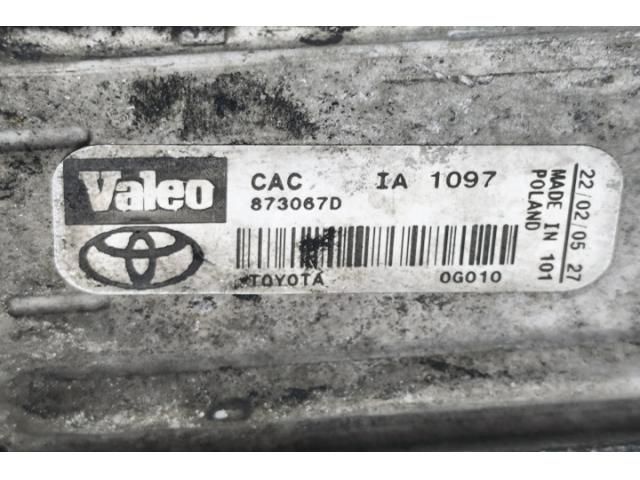 Valeo
CAC IA 1097
873067D
TOYOTA 0G010
22/02/05 27
MADE IN 101
POLAND